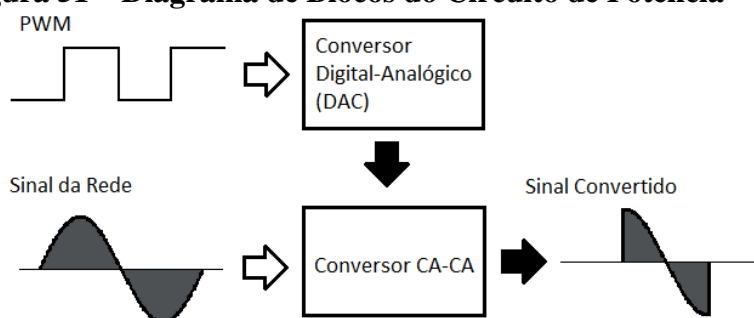 31 – Diagrama de Blocos do Circuito de Potência
PWM
Conversor
Digital-Analógico
(DAC)
Sinal da Rede
Sinal Convertido
Conversor CA-CA